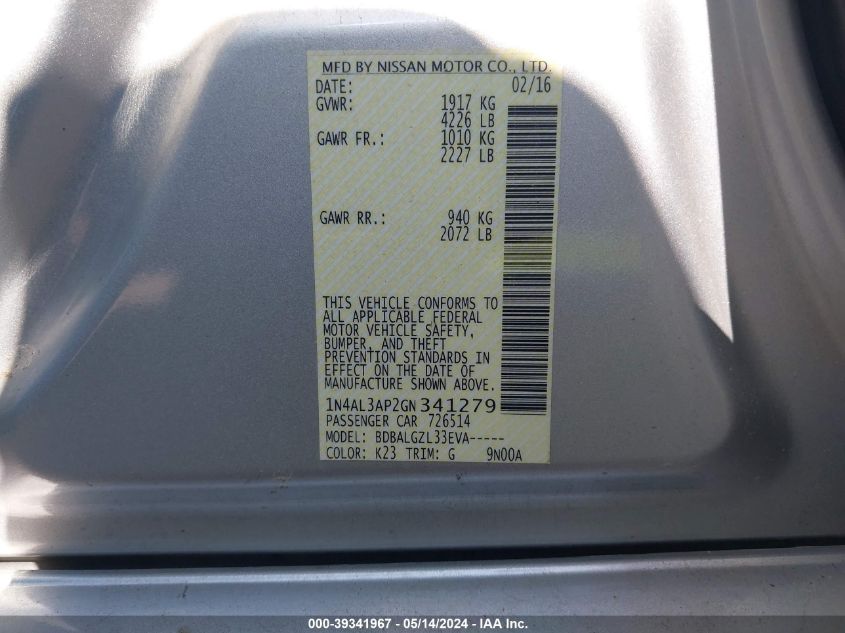 MFD BY NISSAN MOTOR CO., LTD.
DATE: 02/16
GVWR: 1917 KG
4226 LB
GAWR FR.: 1010 KG
2227 LB
GAWR RR.: 940 KG
2072 LB
THIS VEHICLE CONFORMS TO
ALL APPLICABLE FEDERAL
MOTOR VEHICLE SAFETY,
BUMPER, AND THEFT
PREVENTION STANDARDS IN
EFFECT ON THE DATE OF
MANUFACTURE SHOWN ABOVE.
1N4AL3AP2GN341279
PASSENGER CAR 726514
MODEL: BDBALGZL33EVA-----
COLOR: K23 TRIM: G 9N00A
000-39341967 - 05/14/2024 - IAA Inc.